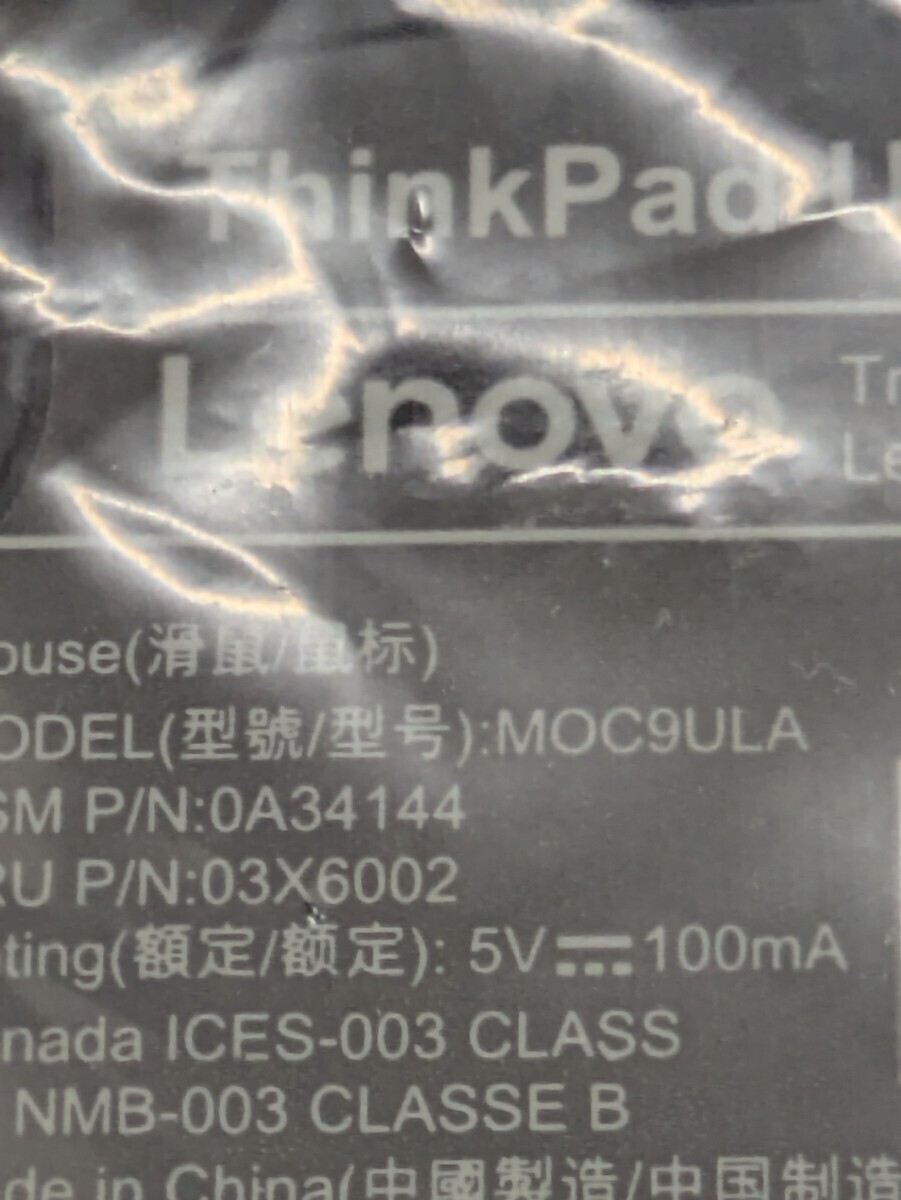 ThinkPad U
Lenovo
Tr
Le
ouse(滑鼠/鼠标)
ODEL(型號/型号):MOC9ULA
SM P/N:0A34144
RU P/N:03X6002
ting(額定/额定): 5V⎓100mA
nada ICES-003 CLASS
NMB-003 CLASSE B
de in China(中國製造/中国制造